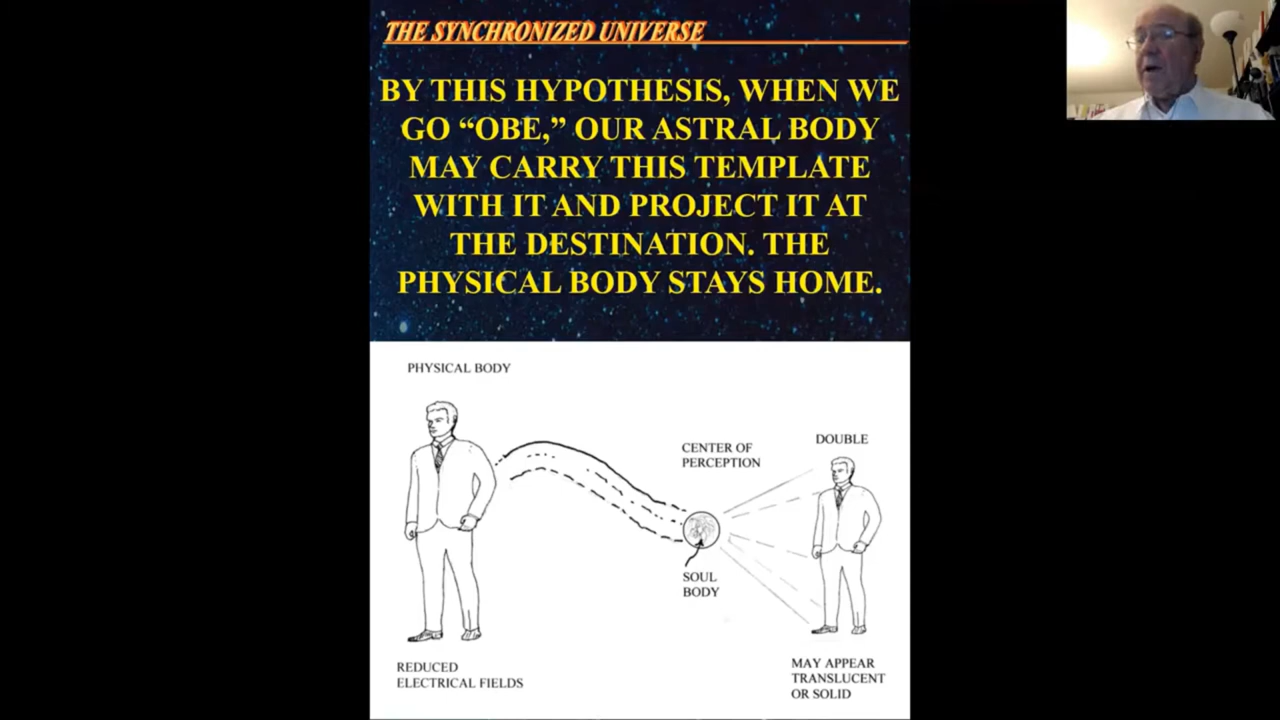 THE SYNCHRONIZED UNIVERSE
BY THIS HYPOTHESIS, WHEN WE
GO “OBE,” OUR ASTRAL BODY
MAY CARRY THIS TEMPLATE
WITH IT AND PROJECT IT AT
THE DESTINATION. THE
PHYSICAL BODY STAYS HOME.
PHYSICAL BODY
CENTER OF
PERCEPTION
DOUBLE
SOUL
BODY
REDUCED
ELECTRICAL FIELDS
MAY APPEAR
TRANSLUCENT
OR SOLID